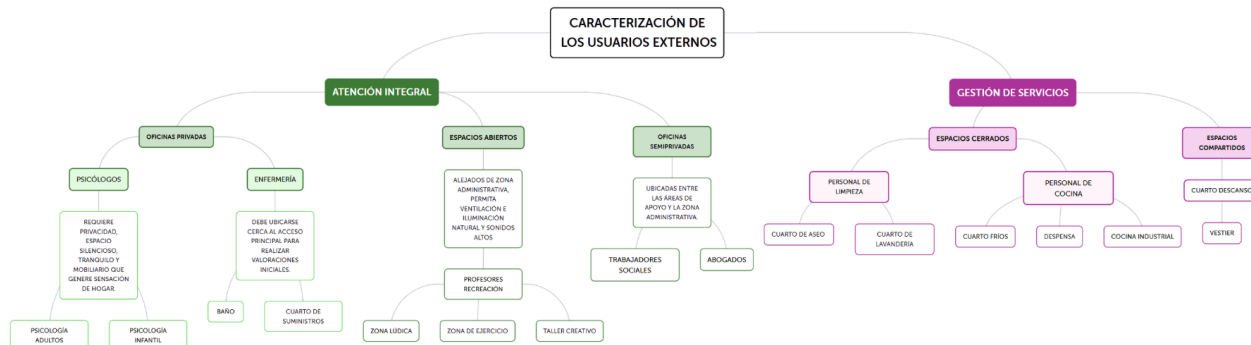 CARACTERIZACIÓN DE
LOS USUARIOS EXTERNOS
ATENCIÓN INTEGRAL
GESTIÓN DE SERVICIOS
OFICINAS PRIVADAS
ESPACIOS ABIERTOS
OFICINAS
SEMIPRIVADAS
ESPACIOS CERRADOS
ESPACIOS
COMPARTIDOS
PSICÓLOGOS
ENFERMERÍA
ALEJADOS DE ZONA
ADMINISTRATIVA,
PERMITA
VENTILACIÓN E
ILUMINACIÓN
NATURAL Y SONIDOS
ALTOS
UBICADAS ENTRE
LAS ÁREAS DE
APOYO Y LA ZONA
ADMINISTRATIVA.
PERSONAL DE
LIMPIEZA
PERSONAL DE
COCINA
CUARTO DESCANSO
REQUIERE
PRIVACIDAD,
ESPACIO
SILENCIOSO,
TRANQUILO Y
MOBILIARIO QUE
GENERE SENSACIÓN
DE HOGAR.
DEBE UBICARSE
CERCA AL ACCESO
PRINCIPAL PARA
REALIZAR
VALORACIONES
INICIALES.
TRABAJADORES
SOCIALES
ABOGADOS
CUARTO DE ASEO
CUARTO DE
LAVANDERÍA
CUARTO FRÍOS
DESPENSA
COCINA INDUSTRIAL
VESTIER
PROFESORES
RECREACIÓN
BAÑO
CUARTO DE
SUMINISTROS
PSICOLOGÍA
ADULTOS
PSICOLOGÍA
INFANTIL
ZONA LÚDICA
ZONA DE EJERCICIO
TALLER CREATIVO